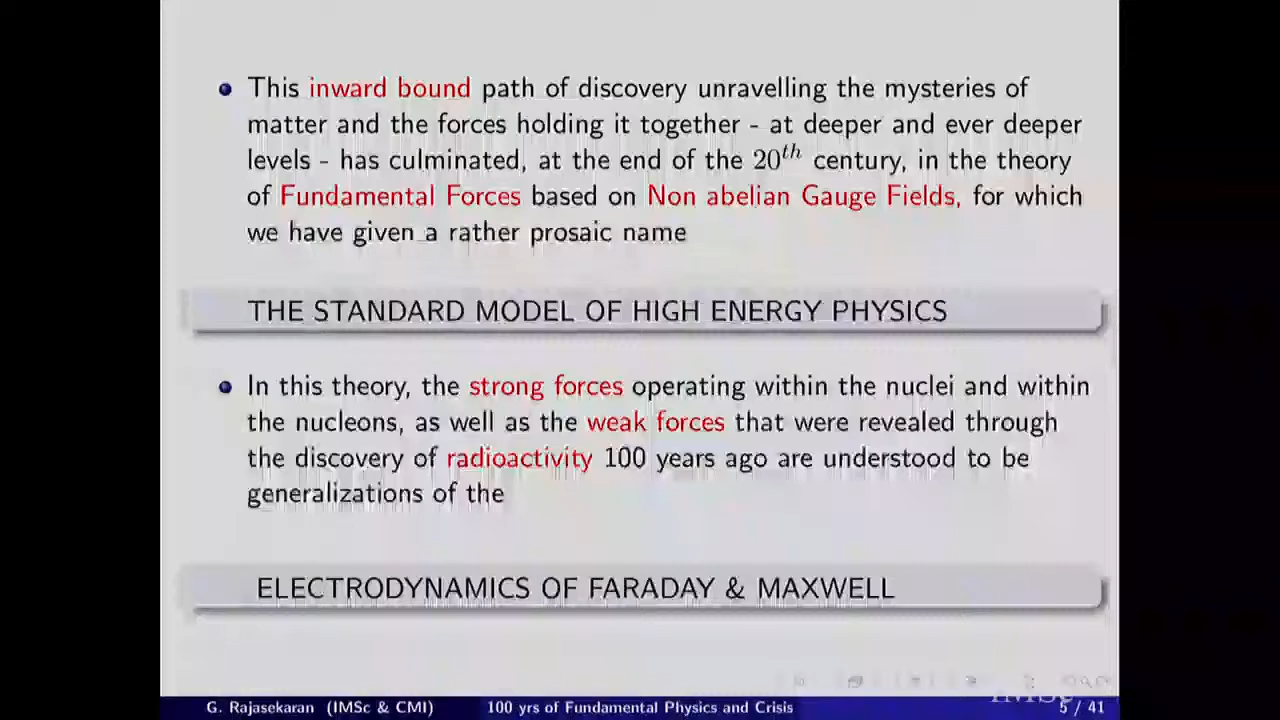 This inward bound path of discovery unravelling the mysteries of
matter and the forces holding it together - at deeper and ever deeper
levels - has culminated, at the end of the 20th century, in the theory
of Fundamental Forces based on Non abelian Gauge Fields, for which
we have given a rather prosaic name
THE STANDARD MODEL OF HIGH ENERGY PHYSICS
In this theory, the strong forces operating within the nuclei and within
the nucleons, as well as the weak forces that were revealed through
the discovery of radioactivity 100 years ago are understood to be
generalizations of the
ELECTRODYNAMICS OF FARADAY & MAXWELL
IMSc
G. Rajasekaran (IMSc & CMI) 100 yrs of Fundamental Physics and Crisis 5 / 41